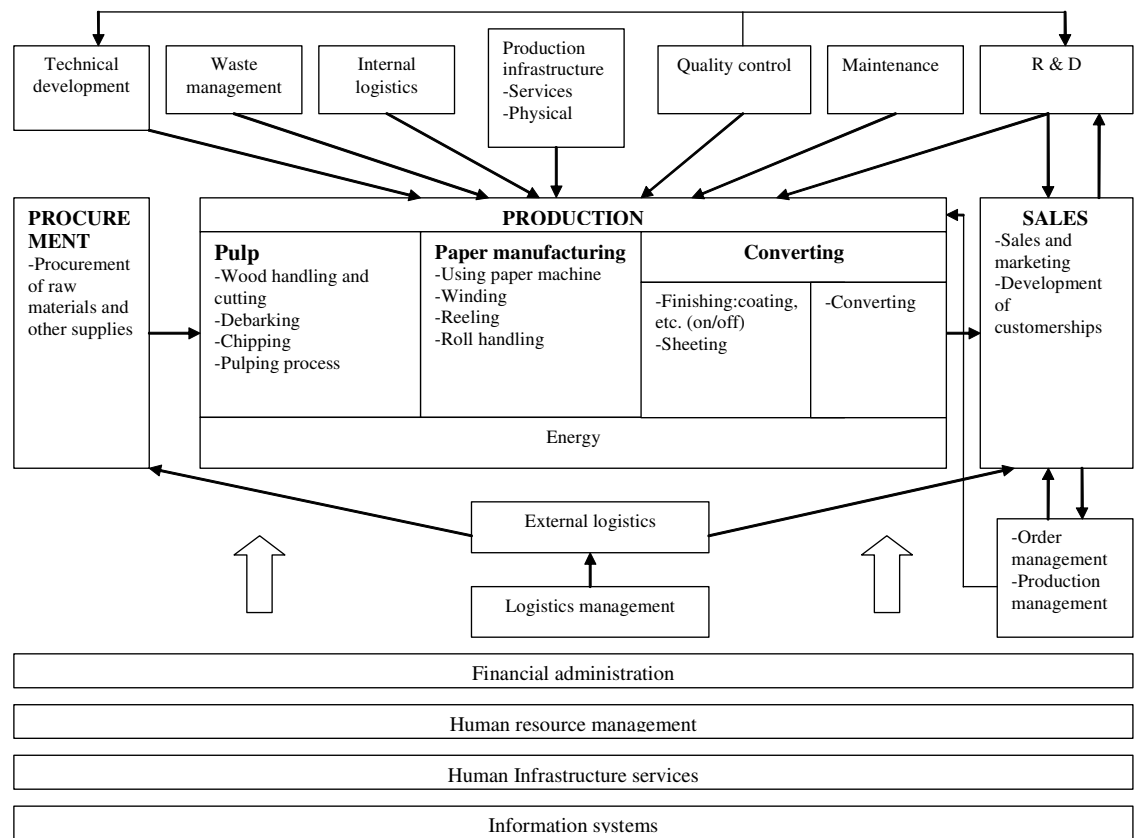 Technical
development
Waste
management
Internal
logistics
Production
infrastructure
-Services
-Physical
Quality control
Maintenance
R & D
PROCURE
MENT
-Procurement
of raw
materials and
other supplies
PRODUCTION
Pulp
-Wood handling and
cutting
-Debarking
-Chipping
-Pulping process
Paper manufacturing
-Using paper machine
-Winding
-Reeling
-Roll handling
Converting
-Finishing:coating,
etc. (on/off)
-Sheeting
-Converting
Energy
SALES
-Sales and
marketing
-Development
of
customerships
External logistics
Logistics management
-Order
management
-Production
management
Financial administration
Human resource management
Human Infrastructure services
Information systems